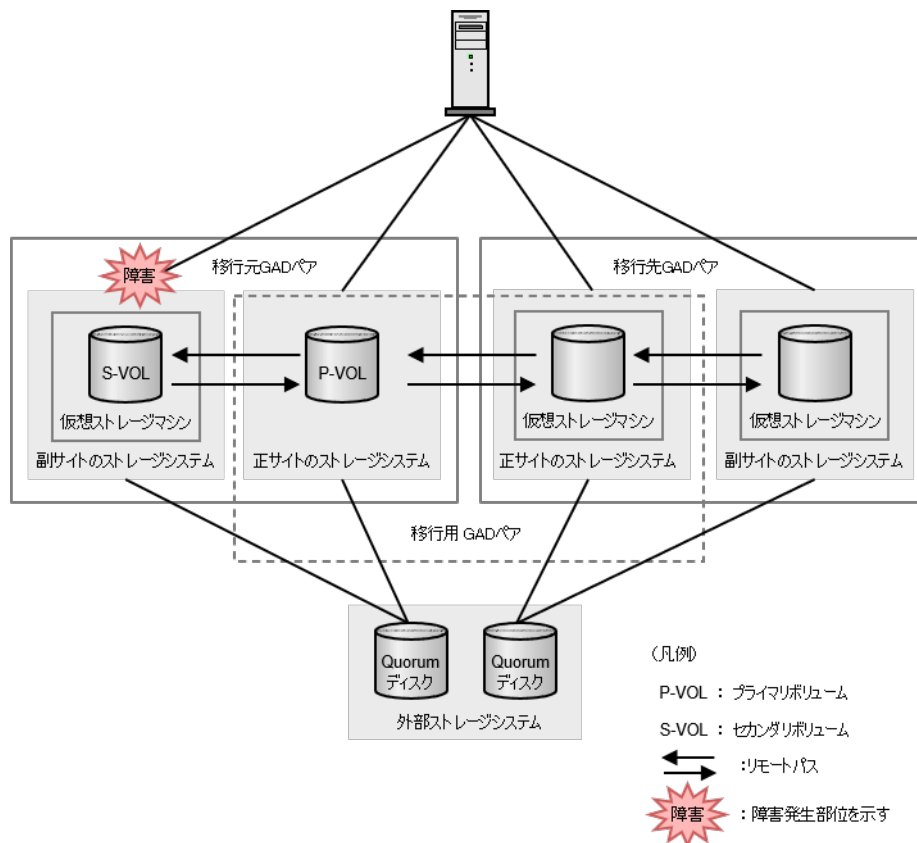 移行元GADペア
移行先GADペア
障害
S-VOL
仮想ストレージマシン
副サイトのストレージシステム
P-VOL
正サイトのストレージシステム
仮想ストレージマシン
正サイトのストレージシステム
仮想ストレージマシン
副サイトのストレージシステム
移行用 GADペア
Quorum
ディスク
Quorum
ディスク
外部ストレージシステム
(凡例)
P-VOL : プライマリボリューム
S-VOL : セカンダリボリューム
:リモートパス
障害 : 障害発生部位を示す